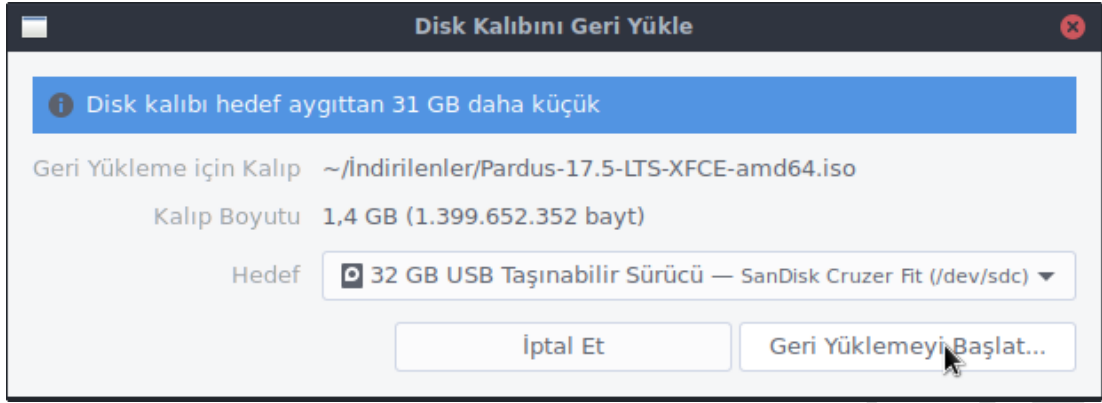 Disk Kalıbını Geri Yükle
Disk kalıbı hedef aygıttan 31 GB daha küçük
Geri Yükleme için Kalıp ~/İndirilenler/Pardus-17.5-LTS-XFCE-amd64.iso
Kalıp Boyutu 1,4 GB (1.399.652.352 bayt)
Hedef 32 GB USB Taşınabilir Sürücü — SanDisk Cruzer Fit (/dev/sdc)
İptal Et Geri Yüklemeyi Başlat...